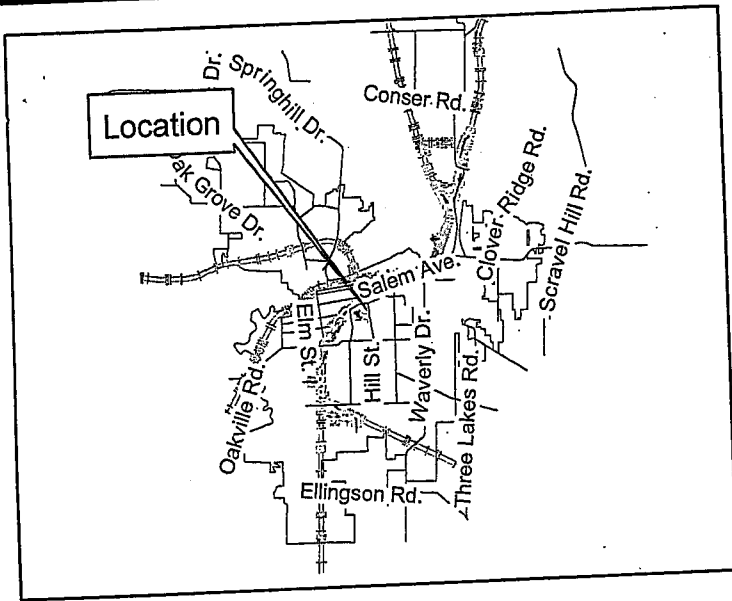 Dr.
Springhill Dr.
Conser Rd.
Location
Oak Grove Dr.
Clover Ridge Rd.
Scravel Hill Rd.
Salem Ave.
Elm St.
Hill St.
Waverly Dr.
Oakville Rd.
Three Lakes Rd.
Ellingson Rd.